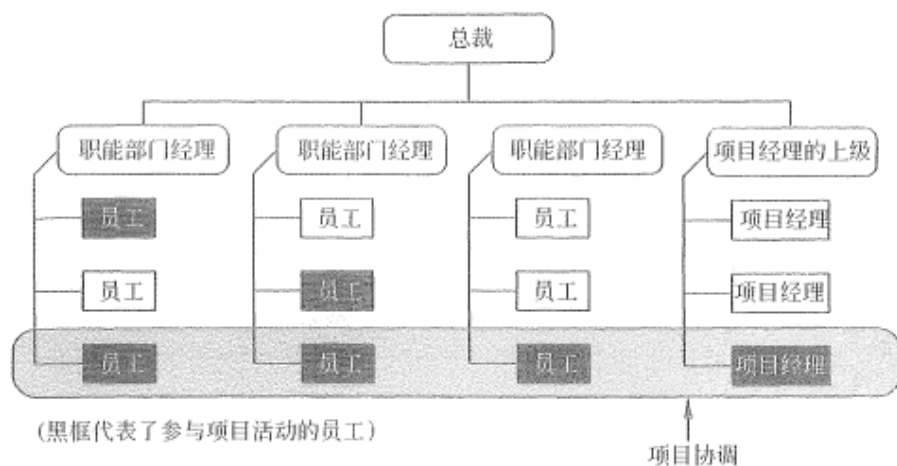 总裁
职能部门经理 职能部门经理 职能部门经理 项目经理的上级
员工 员工 员工 项目经理
员工 员工 员工 项目经理
员工 员工 员工 项目经理
(黑框代表了参与项目活动的员工)
项目协调